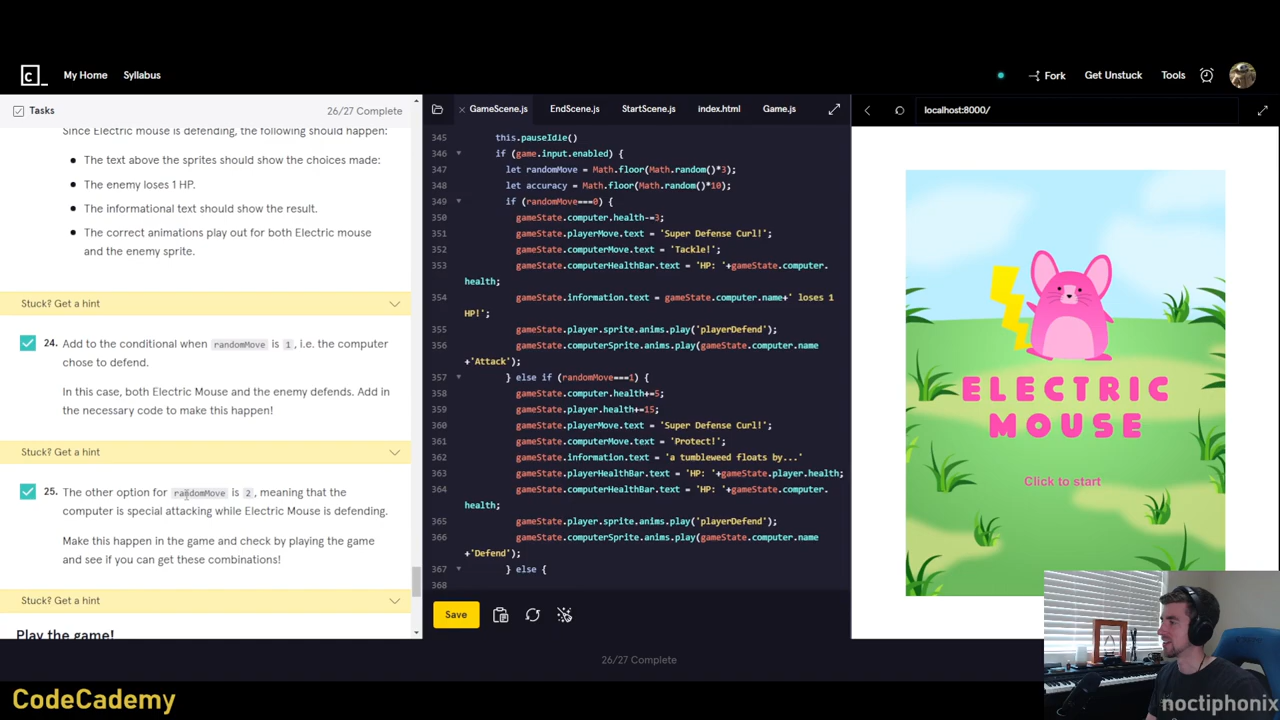 C_
My Home
Syllabus
Fork
Get Unstuck
Tools
Tasks
26/27 Complete
Since Electric mouse is defending, the following should happen:
The text above the sprites should show the choices made:
The enemy loses 1 HP.
The informational text should show the result.
The correct animations play out for both Electric mouse
and the enemy sprite.
Stuck? Get a hint
24. Add to the conditional when randomMove is 1, i.e. the computer
chose to defend.
In this case, both Electric Mouse and the enemy defends. Add in
the necessary code to make this happen!
Stuck? Get a hint
25. The other option for randomMove is 2, meaning that the
computer is special attacking while Electric Mouse is defending.
Make this happen in the game and check by playing the game
and see if you can get these combinations!
Stuck? Get a hint
Play the game!
GameScene.js
EndScene.js
StartScene.js
index.html
Game.js
345 this.pauseIdle()
346 if (game.input.enabled) {
347 let randomMove = Math.floor(Math.random()*3);
348 let accuracy = Math.floor(Math.random()*10);
349 if (randomMove===0) {
350 gameState.computer.health-=3;
351 gameState.playerMove.text = 'Super Defense Curl!';
352 gameState.computerMove.text = 'Tackle!';
353 gameState.computerHealthBar.text = 'HP: '+gameState.computer.
health;
354 gameState.information.text = gameState.computer.name+' loses 1
HP!';
355 gameState.player.sprite.anims.play('playerDefend');
356 gameState.computerSprite.anims.play(gameState.computer.name
+'Attack');
357 } else if (randomMove===1) {
358 gameState.computer.health+=5;
359 gameState.player.health+=15;
360 gameState.playerMove.text = 'Super Defense Curl!';
361 gameState.computerMove.text = 'Protect!';
362 gameState.information.text = 'a tumbleweed floats by...'
363 gameState.playerHealthBar.text = 'HP: '+gameState.player.health;
364 gameState.computerHealthBar.text = 'HP: '+gameState.computer.
health;
365 gameState.player.sprite.anims.play('playerDefend');
366 gameState.computerSprite.anims.play(gameState.computer.name
+'Defend');
367 } else {
368
Save
localhost:8000/
ELECTRIC
MOUSE
Click to start
26/27 Complete
CodeCademy
noctiphonix